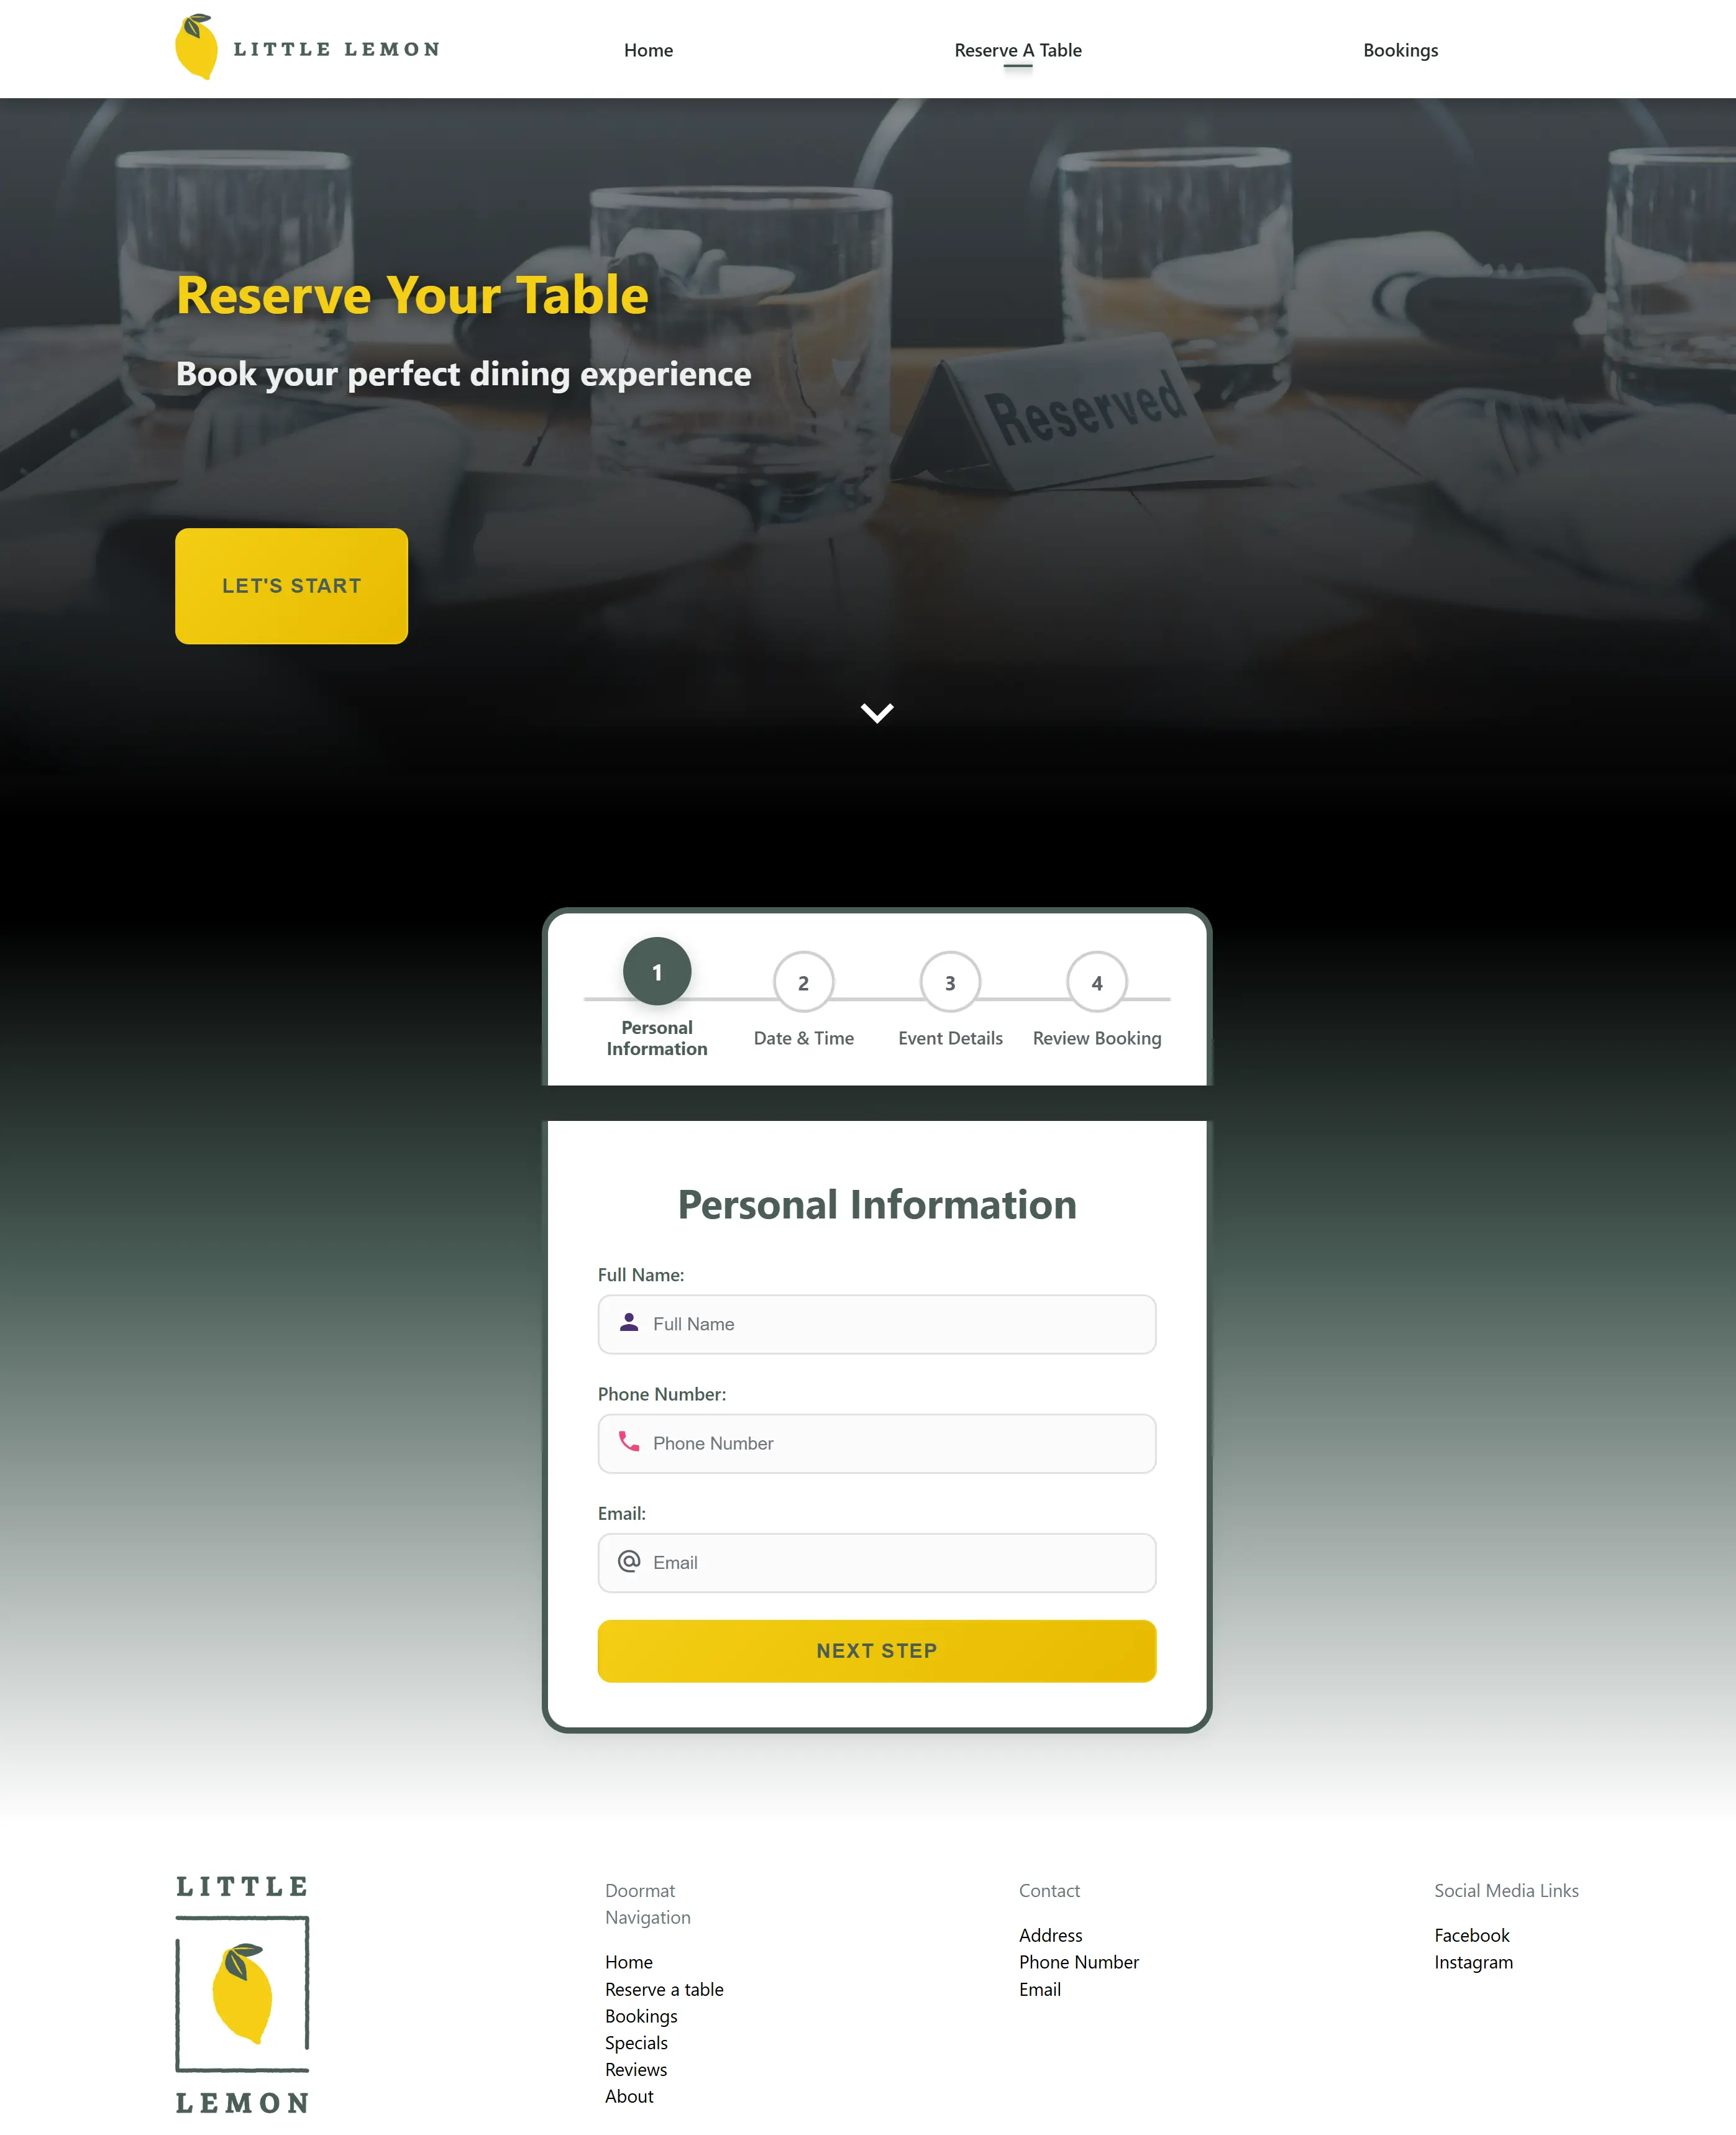 LITTLE LEMON
Home
Reserve A Table
Bookings
Reserve Your Table
Book your perfect dining experience
Reserved
LET'S START
1
2
3
4
Personal
Information
Date & Time
Event Details
Review Booking
Personal Information
Full Name:
Full Name
Phone Number:
Phone Number
Email:
Email
NEXT STEP
LITTLE
LEMON
Doormat
Navigation
Home
Reserve a table
Bookings
Specials
Reviews
About
Contact
Address
Phone Number
Email
Social Media Links
Facebook
Instagram